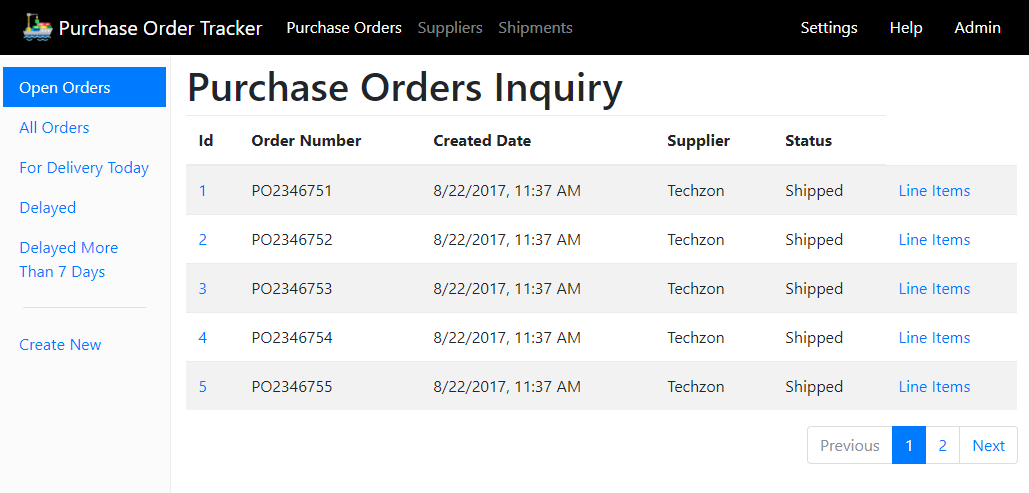 Purchase Order Tracker Purchase Orders Suppliers Shipments Settings Help Admin
Open Orders
All Orders
For Delivery Today
Delayed
Delayed More
Than 7 Days
Create New
Purchase Orders Inquiry
Id Order Number Created Date Supplier Status
1 PO2346751 8/22/2017, 11:37 AM Techzon Shipped Line Items
2 PO2346752 8/22/2017, 11:37 AM Techzon Shipped Line Items
3 PO2346753 8/22/2017, 11:37 AM Techzon Shipped Line Items
4 PO2346754 8/22/2017, 11:37 AM Techzon Shipped Line Items
5 PO2346755 8/22/2017, 11:37 AM Techzon Shipped Line Items
Previous 1 2 Next